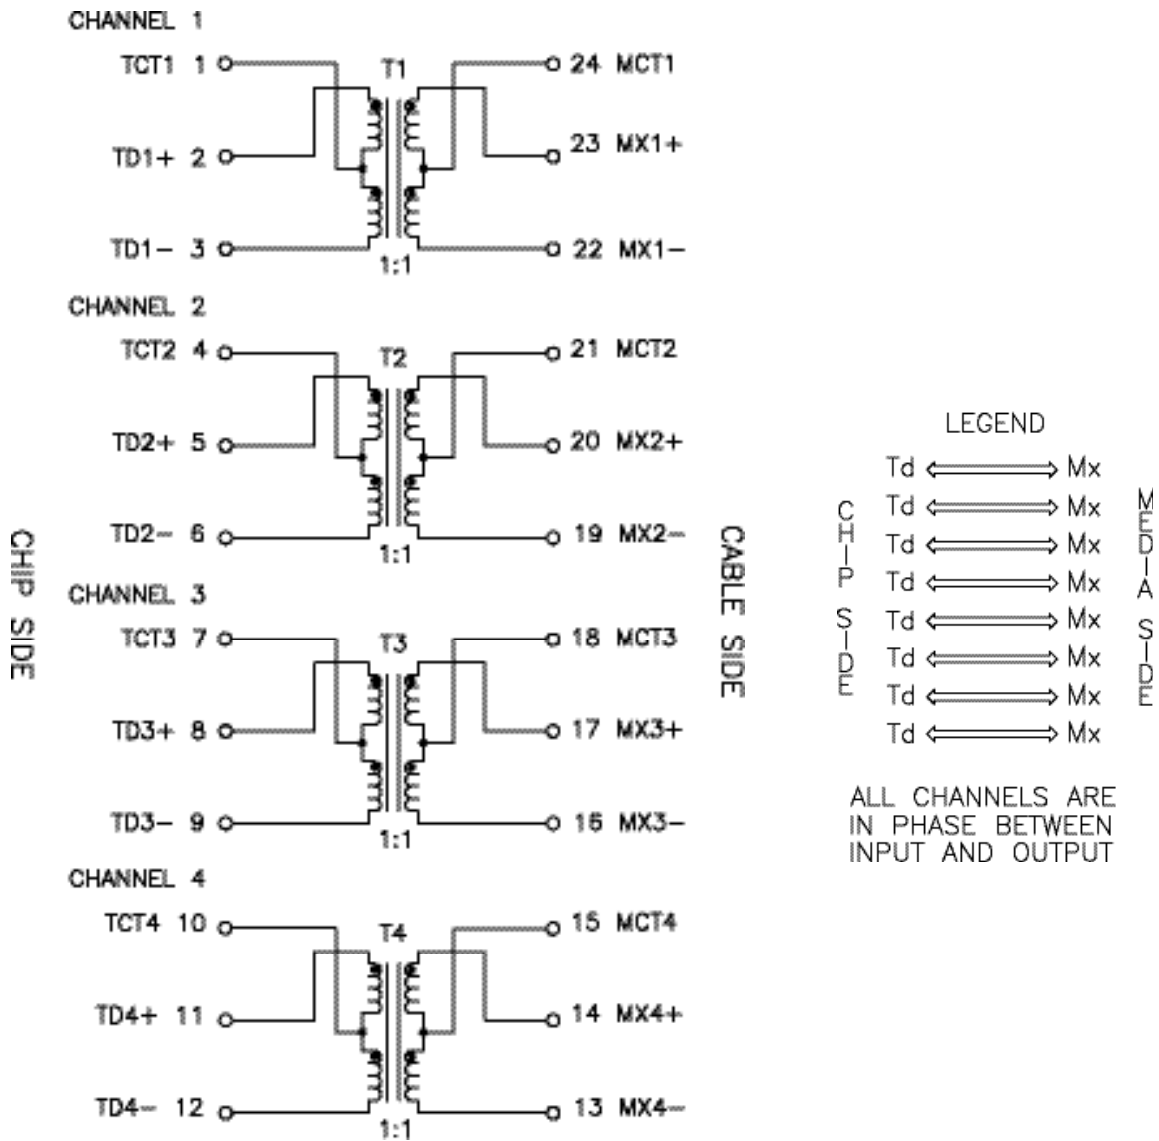 CHANNEL 1
TCT1 1
T1
24 MCT1
TD1+ 2
23 MX1+
TD1- 3
22 MX1-
1:1
CHANNEL 2
TCT2 4
T2
21 MCT2
TD2+ 5
20 MX2+
TD2- 6
19 MX2-
1:1
CHANNEL 3
TCT3 7
T3
18 MCT3
TD3+ 8
17 MX3+
TD3- 9
16 MX3-
1:1
CHANNEL 4
TCT4 10
T4
15 MCT4
TD4+ 11
14 MX4+
TD4- 12
13 MX4-
1:1
CHIP SIDE
CABLE SIDE
LEGEND
Td Mx
Td Mx
Td Mx
Td Mx
Td Mx
Td Mx
Td Mx
Td Mx
CHIP SIDE
MEDIA SIDE
ALL CHANNELS ARE
IN PHASE BETWEEN
INPUT AND OUTPUT